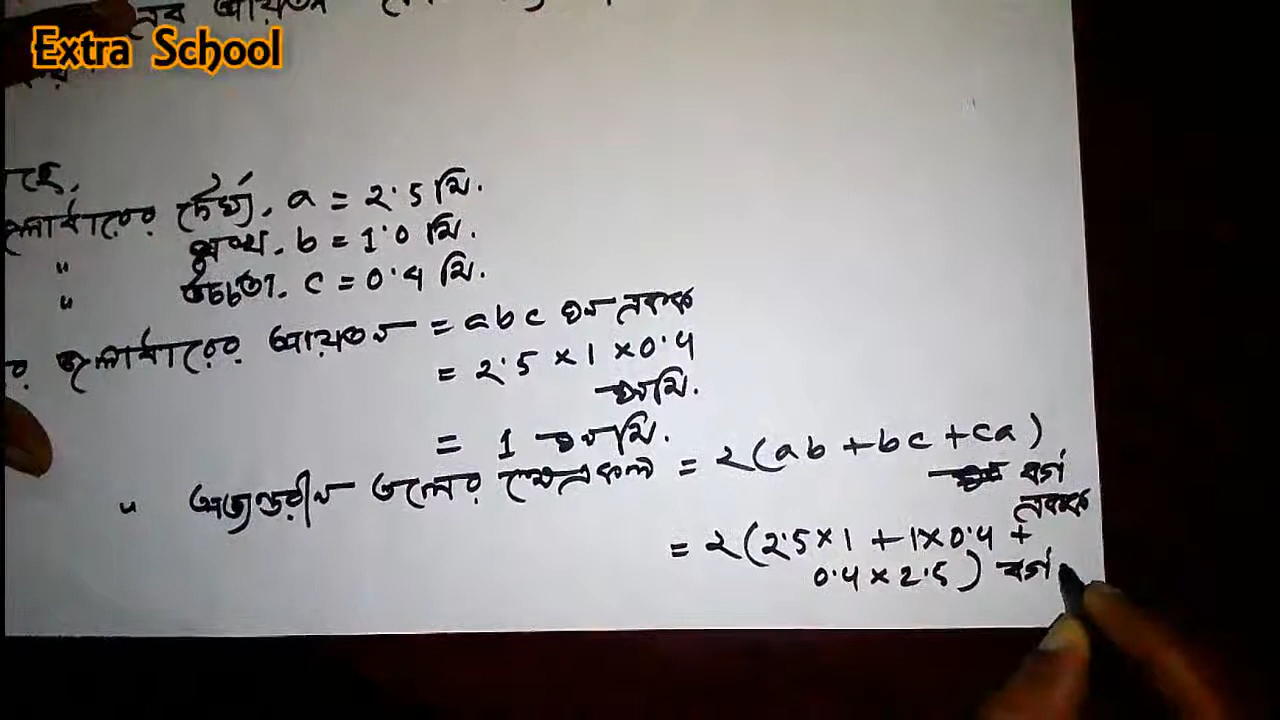 Extra School
জলাধারের দৈর্ঘ্য, a = 2.5 মি.
" প্রস্থ, b = 1.0 মি.
" উচ্চতা, c = 0.4 মি.
জলাধারের আয়তন = abc ঘন একক
= 2.5 × 1 × 0.4
ঘনমি.
= 1 ঘনমি.
" অভ্যন্তরীন তলের ক্ষেত্রফল = 2(ab + bc + ca)
বর্গ
একক
= 2(2.5×1 + 1×0.4 +
0.4 × 2.5) বর্গ